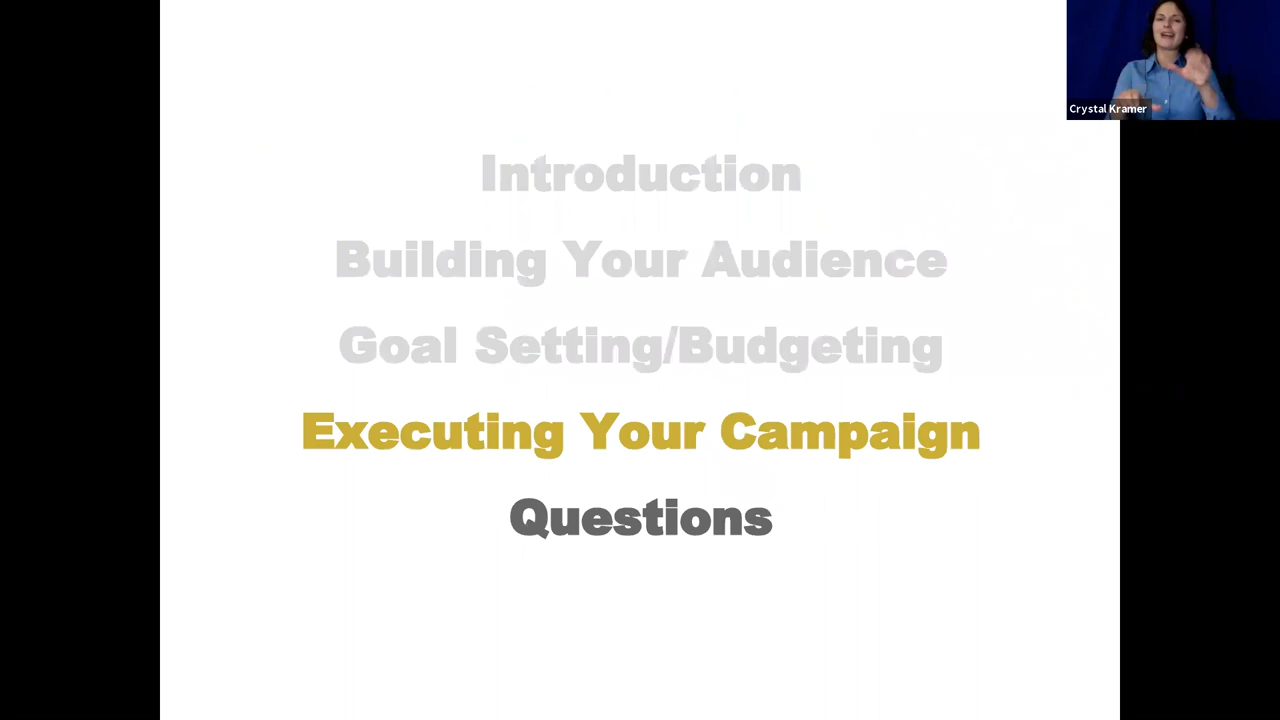 Crystal Kramer
Introduction
Building Your Audience
Goal Setting/Budgeting
Executing Your Campaign
Questions